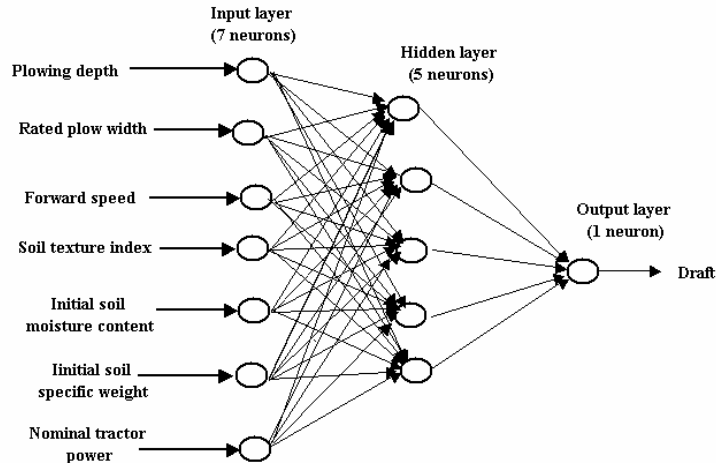 Input layer
(7 neurons)
Hidden layer
(5 neurons)
Output layer
(1 neuron)
Plowing depth
Rated plow width
Forward speed
Soil texture index
Initial soil
moisture content
Iinitial soil
specific weight
Nominal tractor
power
Draft